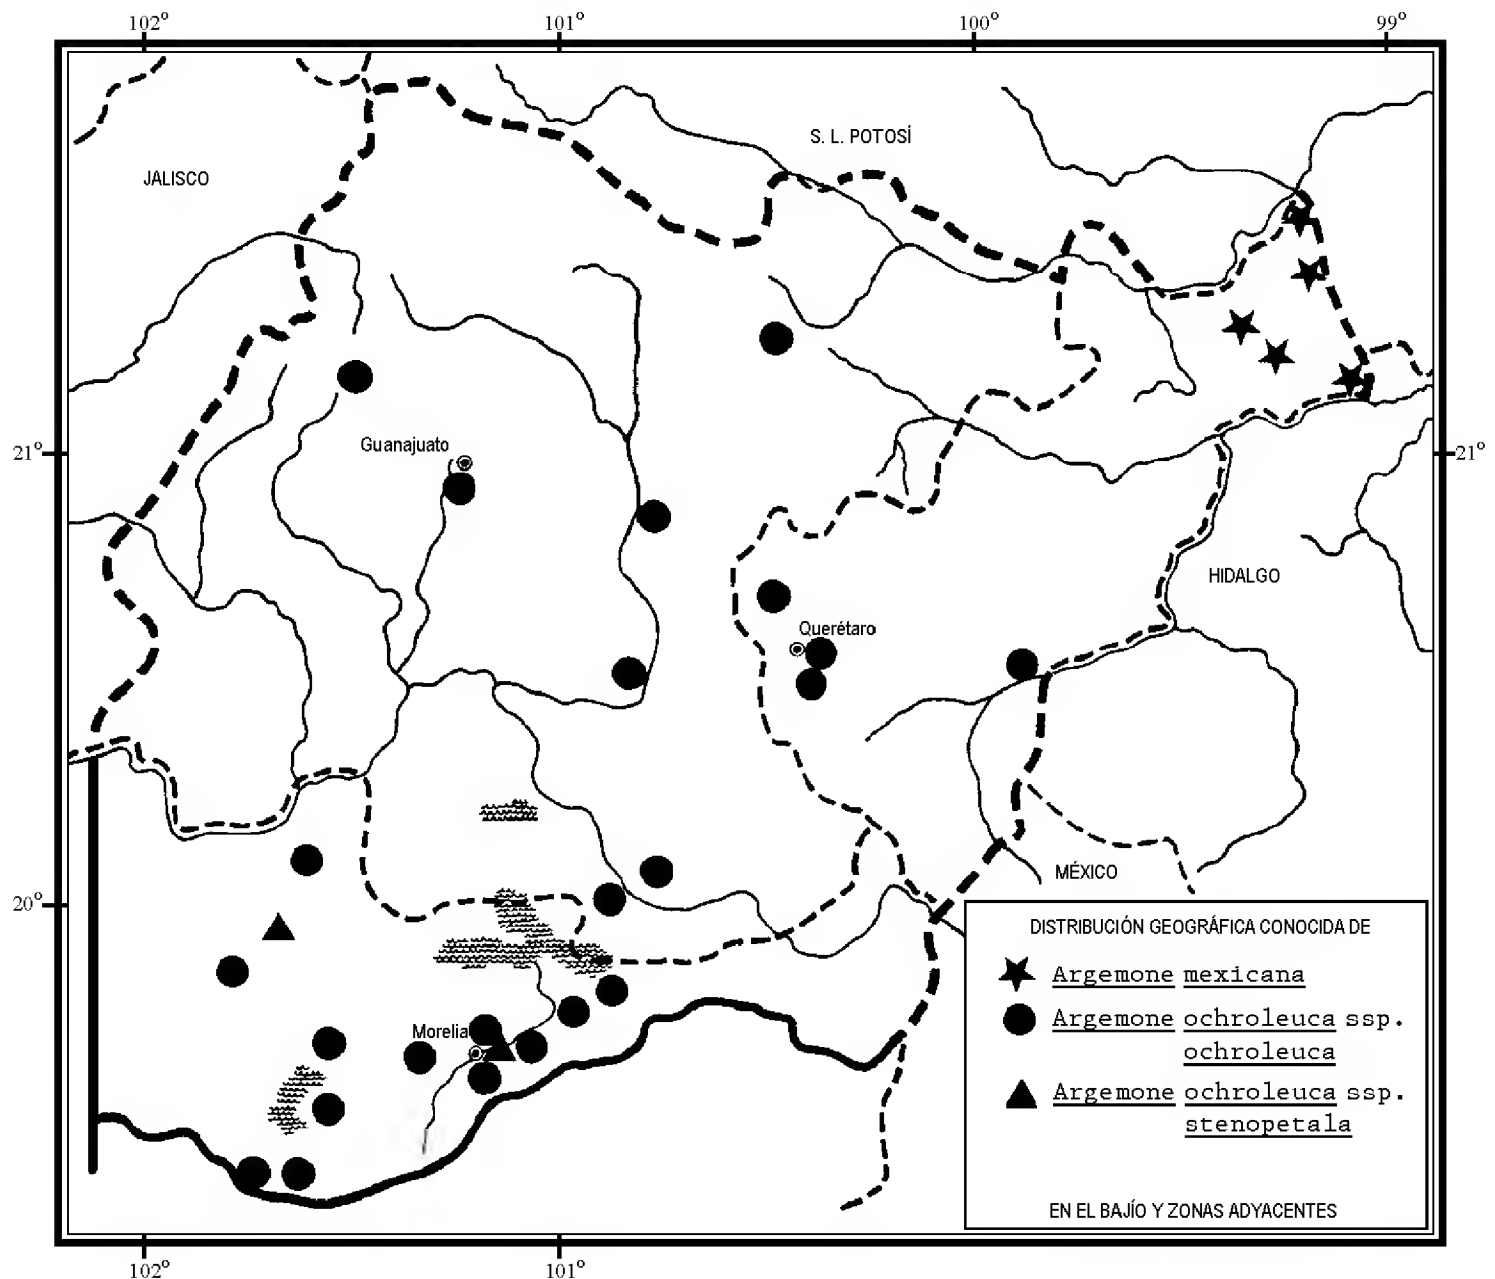 102° 101° 100° 99°
S. L. POTOSÍ
JALISCO
Guanajuato
21° 21°
HIDALGO
Querétaro
MÉXICO
20°
DISTRIBUCIÓN GEOGRÁFICA CONOCIDA DE
Argemone mexicana
Argemone ochroleuca ssp.
ochroleuca
Morelia
Argemone ochroleuca ssp.
stenopetala
EN EL BAJÍO Y ZONAS ADYACENTES
102° 101°